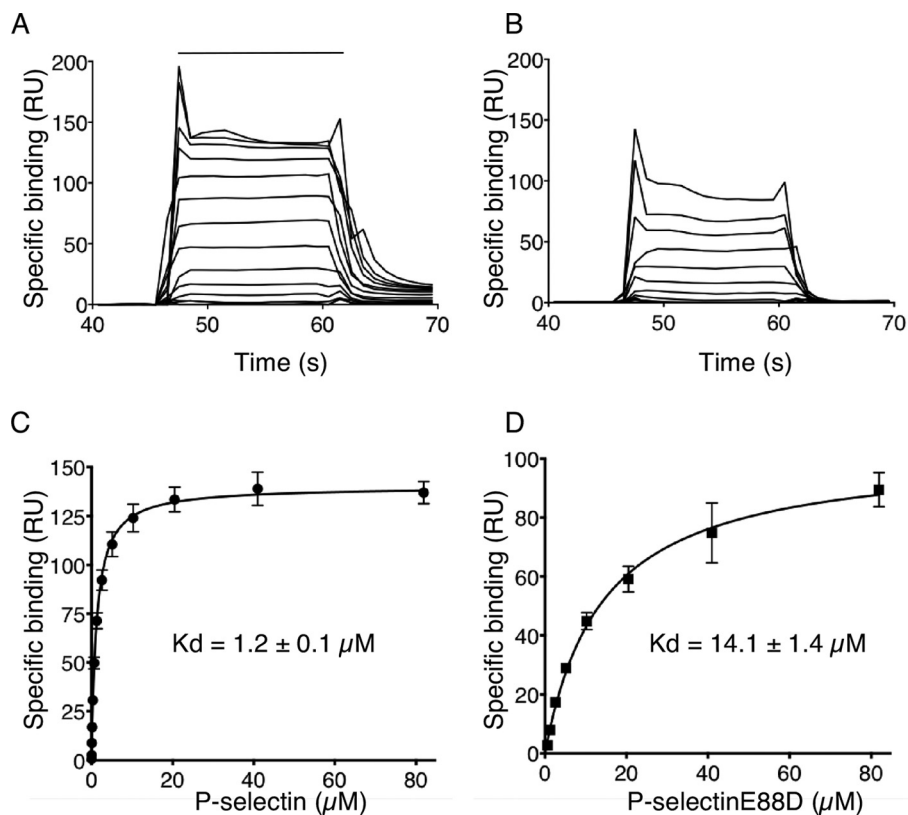 A
Specific binding (RU)
200
150
100
50
0
40
50
60
70
Time (s)
B
Specific binding (RU)
200
150
100
50
0
40
50
60
70
Time (s)
C
Specific binding (RU)
150
125
100
75
50
25
0
Kd = 1.2 ± 0.1 µM
0
20
40
60
80
P-selectin (µM)
D
Specific binding (RU)
100
80
60
40
20
0
Kd = 14.1 ± 1.4 µM
0
20
40
60
80
P-selectinE88D (µM)